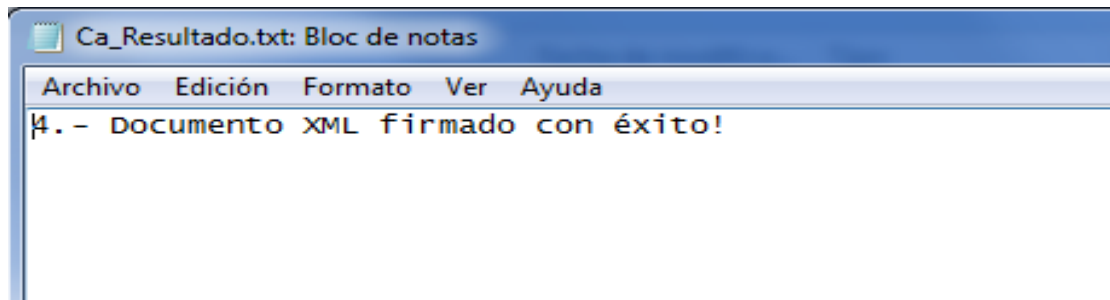 Ca_Resultado.txt: Bloc de notas
Archivo Edición Formato Ver Ayuda
4.- Documento XML firmado con éxito!